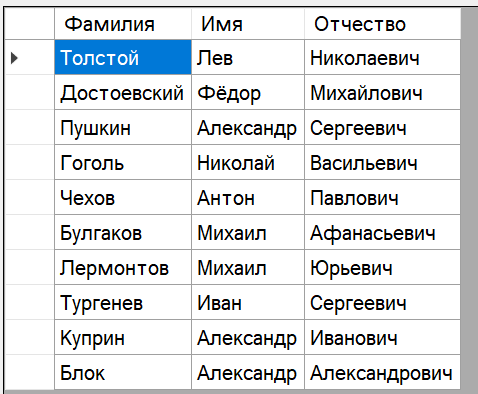 Фамилия Имя Отчество
Толстой Лев Николаевич
Достоевский Фёдор Михайлович
Пушкин Александр Сергеевич
Гоголь Николай Васильевич
Чехов Антон Павлович
Булгаков Михаил Афанасьевич
Лермонтов Михаил Юрьевич
Тургенев Иван Сергеевич
Куприн Александр Иванович
Блок Александр Александрович